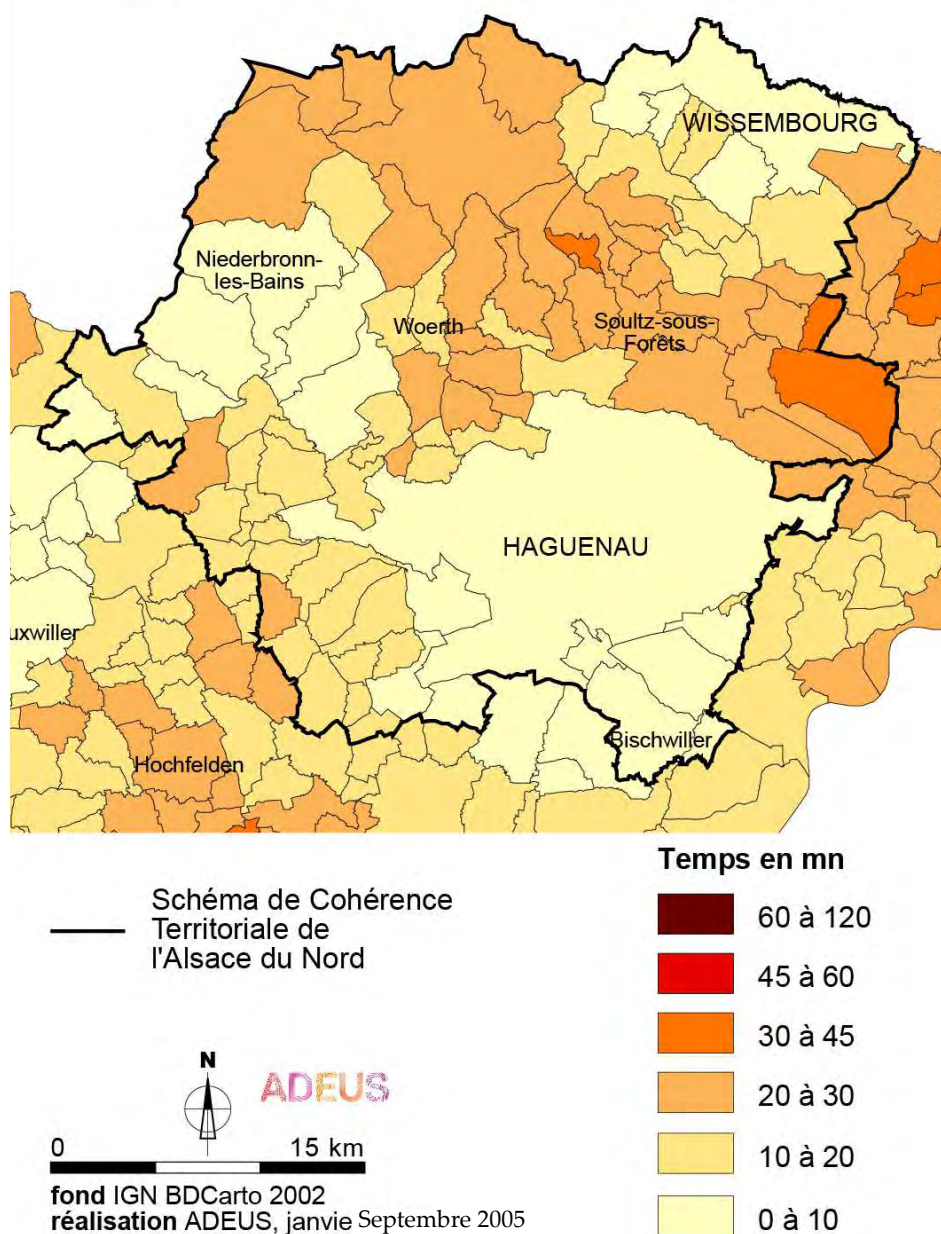 WISSEMBOURG
Niederbronn-
les-Bains
Woerth
Soultz-sous-
Forêts
HAGUENAU
uxwiller
Bischwiller
Hochfelden
Schéma de Cohérence
Territoriale de
l'Alsace du Nord
N
ADEUS
0 15 km
fond IGN BDCarto 2002
réalisation ADEUS, janvie Septembre 2005
Temps en mn
60 à 120
45 à 60
30 à 45
20 à 30
10 à 20
0 à 10